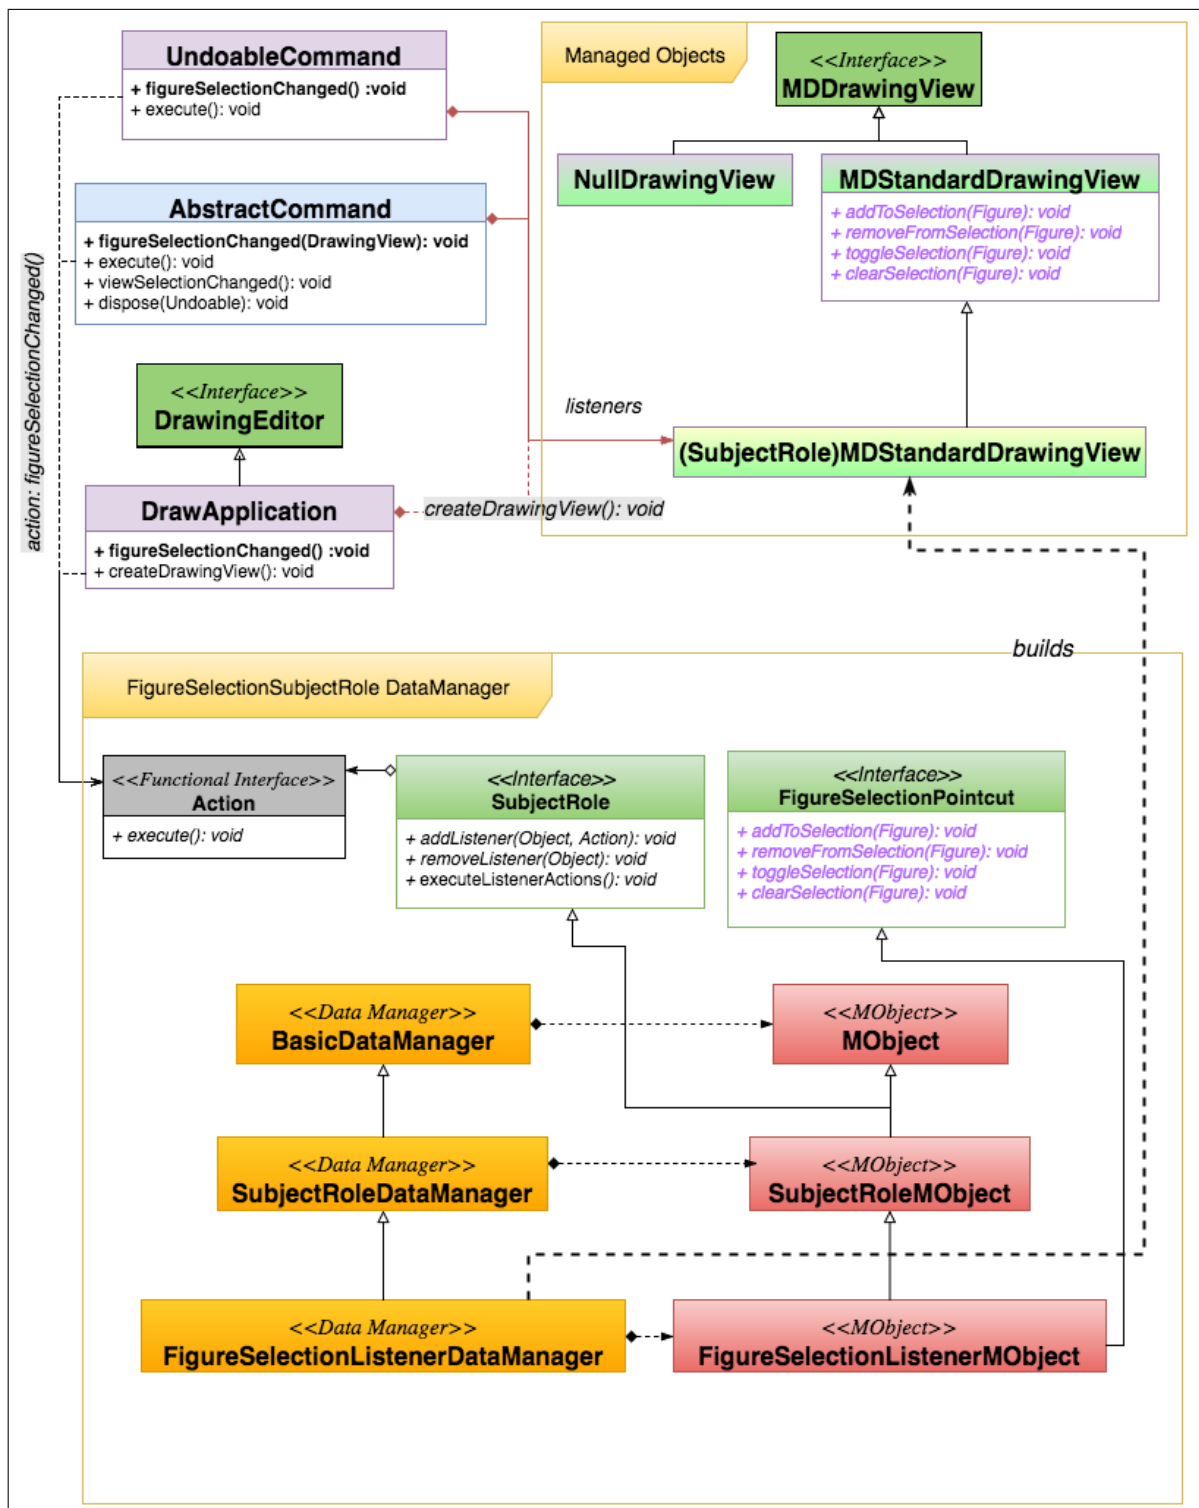 UndoableCommand
+ figureSelectionChanged() :void
+ execute(): void
Managed Objects
<<Interface>>
MDDrawingView
NullDrawingView
MDStandardDrawingView
+ addToSelection(Figure): void
+ removeFromSelection(Figure): void
+ toggleSelection(Figure): void
+ clearSelection(Figure): void
AbstractCommand
+ figureSelectionChanged(DrawingView): void
+ execute(): void
+ viewSelectionChanged(): void
+ dispose(Undoable): void
action: figureSelectionChanged()
<<Interface>>
DrawingEditor
listeners
(SubjectRole)MDStandardDrawingView
DrawApplication
+ figureSelectionChanged() :void
+ createDrawingView(): void
createDrawingView(): void
builds
FigureSelectionSubjectRole DataManager
<<Functional Interface>>
Action
+ execute(): void
<<Interface>>
SubjectRole
+ addListener(Object, Action): void
+ removeListener(Object): void
+ executeListenerActions(): void
<<Interface>>
FigureSelectionPointcut
+ addToSelection(Figure): void
+ removeFromSelection(Figure): void
+ toggleSelection(Figure): void
+ clearSelection(Figure): void
<<Data Manager>>
BasicDataManager
<<MObject>>
MObject
<<Data Manager>>
SubjectRoleDataManager
<<MObject>>
SubjectRoleMObject
<<Data Manager>>
FigureSelectionListenerDataManager
<<MObject>>
FigureSelectionListenerMObject